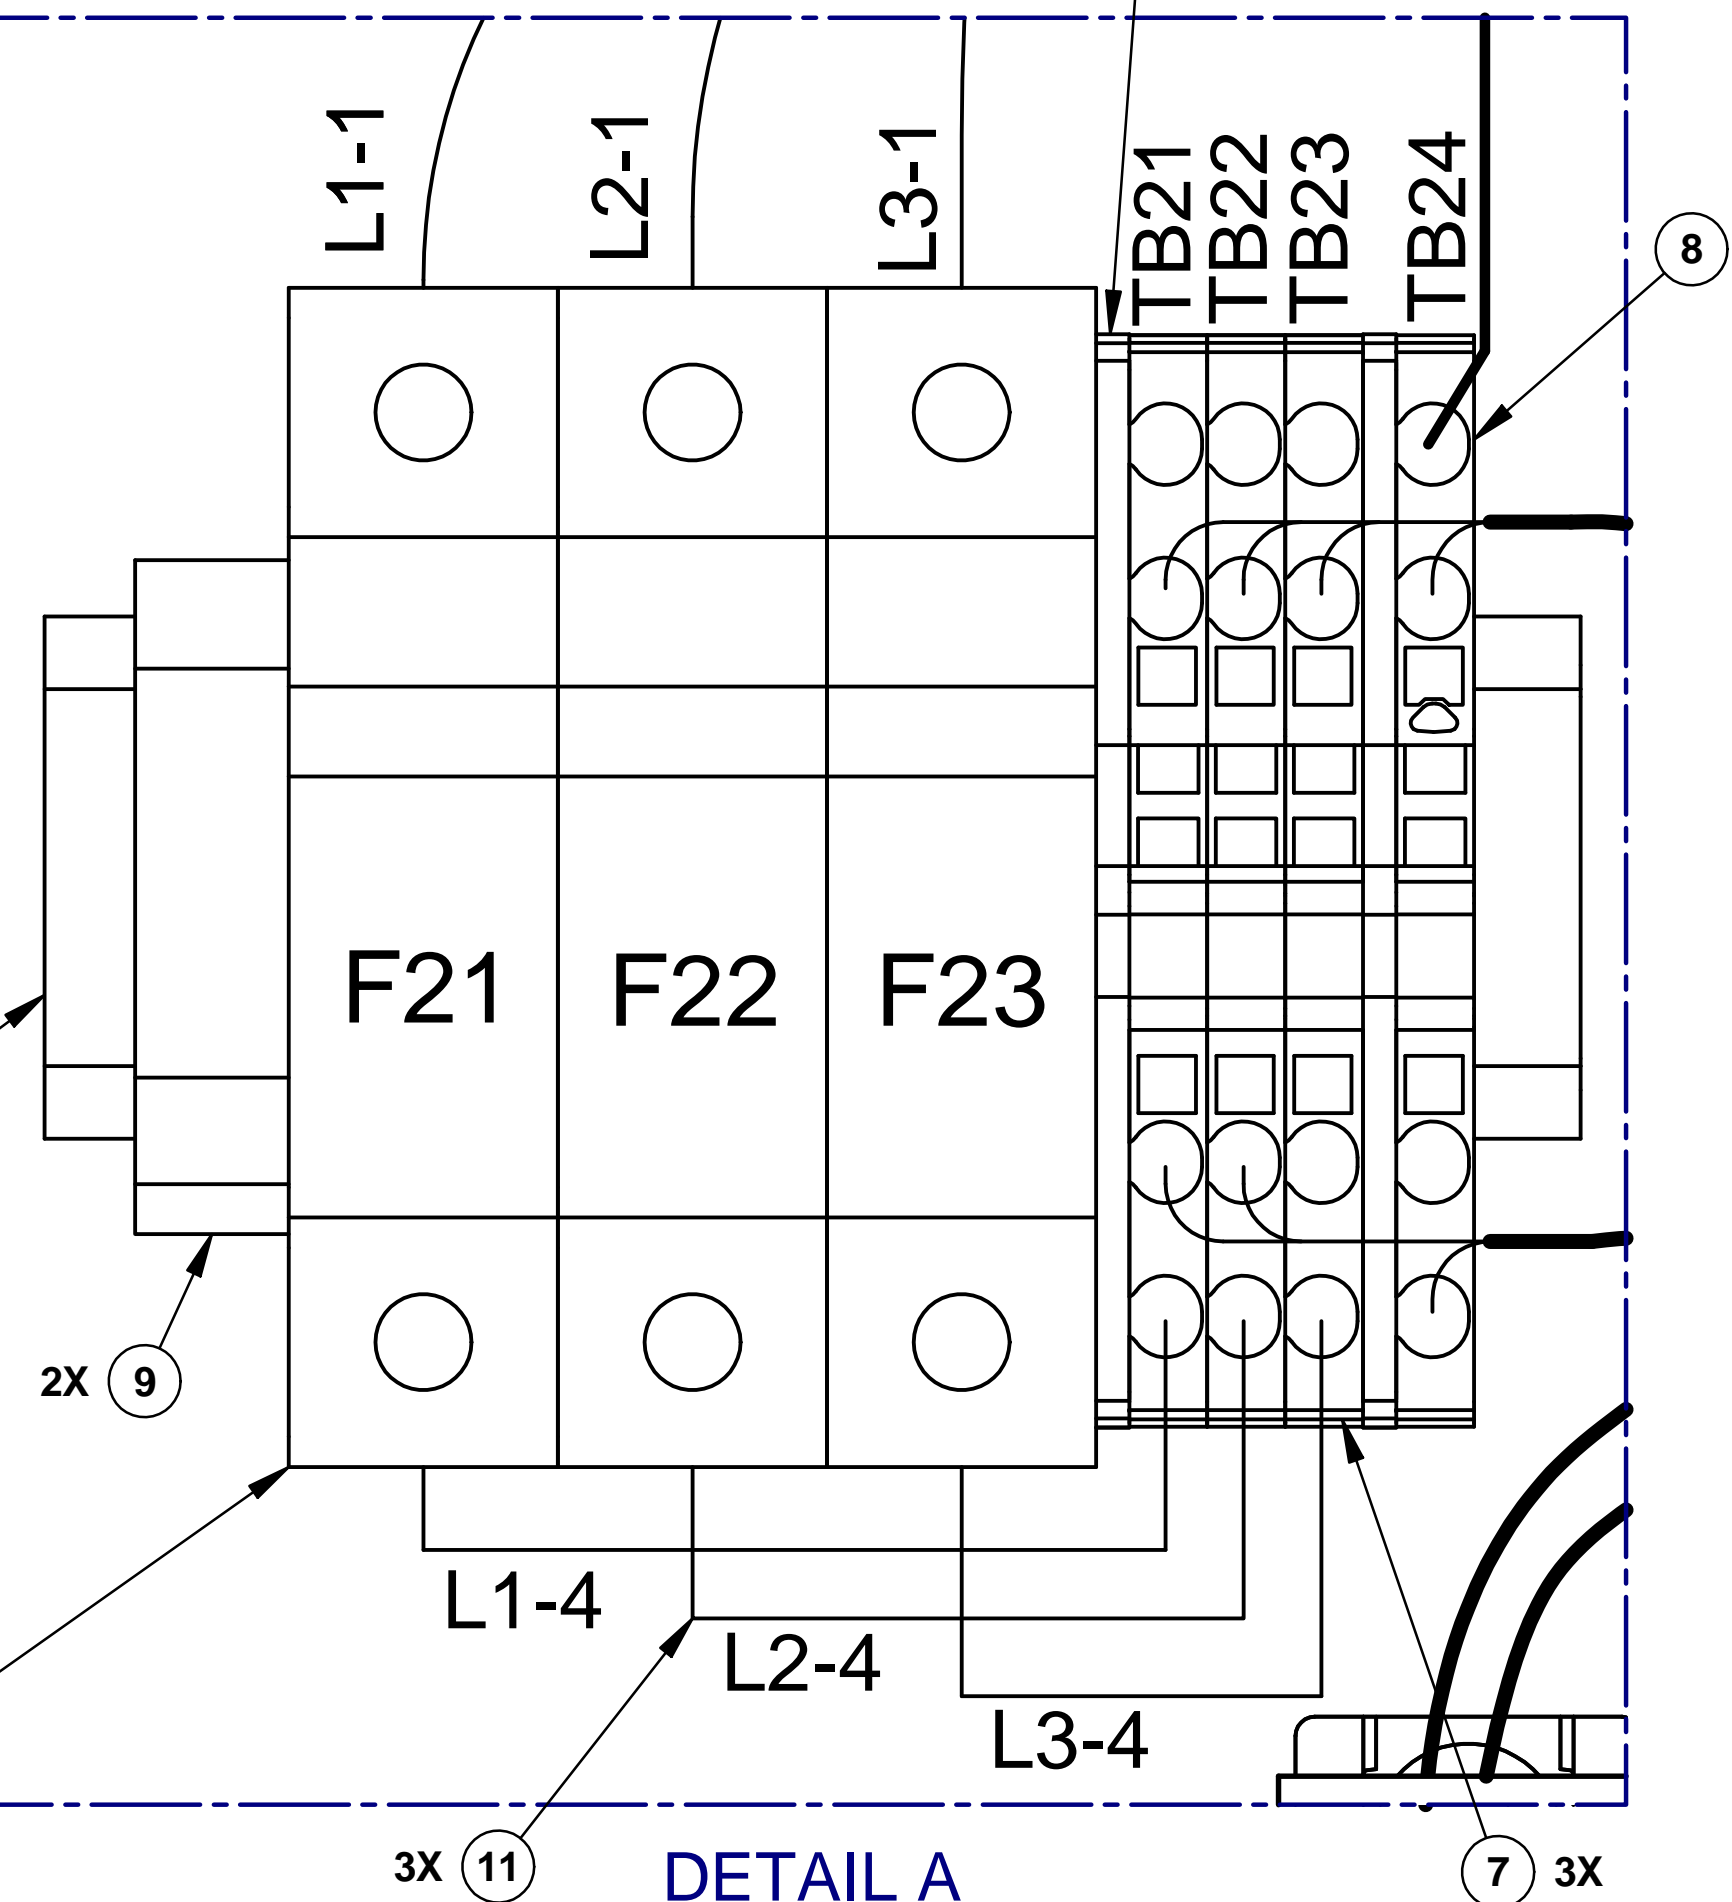 L1-1
L2-1
L3-1
TB21
TB22
TB23
TB24
8
F21
F22
F23
2X 9
L1-4
L2-4
L3-4
3X 11
DETAIL A
7 3X